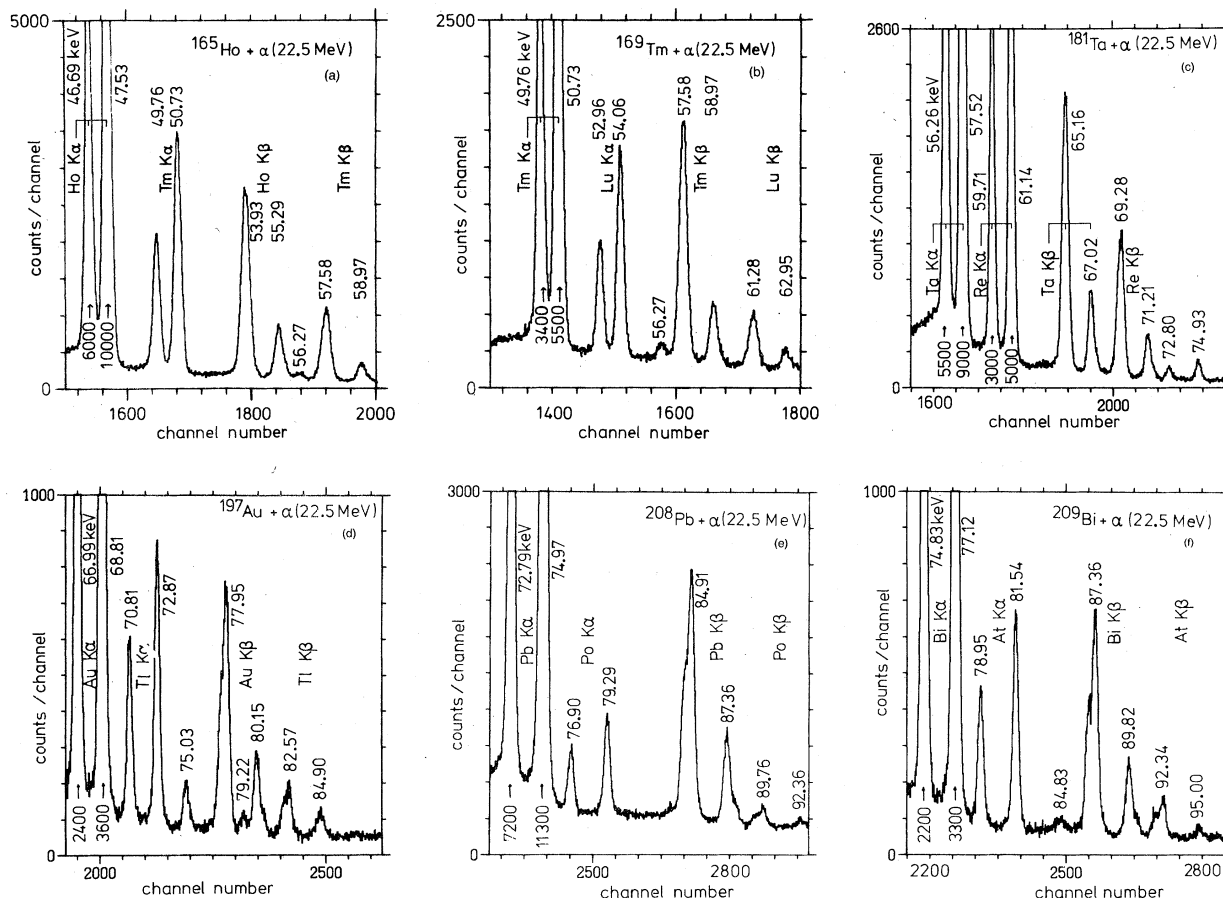 5000
counts / channel
0
¹⁶⁵Ho + α (22.5 MeV)
(a)
Ho Kα
46.69 keV
47.53
6000
10000
49.76
50.73
Tm Kα
53.93
55.29
Ho Kβ
56.27
57.58
58.97
Tm Kβ
1600
1800
2000
channel number
2500
counts / channel
0
¹⁶⁹Tm + α (22.5 MeV)
(b)
Tm Kα
49.76 keV
50.73
3400
5500
52.96
54.06
Lu Kα
56.27
57.58
58.97
Tm Kβ
61.28
62.95
Lu Kβ
1400
1600
1800
channel number
2600
counts/channel
0
¹⁸¹Ta + α (22.5 MeV)
(c)
Ta Kα
56.26 keV
57.52
5500
9000
Re Kα
59.71
61.14
3000
5000
Ta Kβ
65.16
67.02
69.28
Re Kβ
71.21
72.80
74.93
1600
2000
channel number
1000
counts/channel
0
¹⁹⁷Au + α (22.5 MeV)
(d)
Au Kα
66.99 keV
68.81
2400
3600
70.81
Tl Kα
72.87
75.03
77.95
Au Kβ
79.22
80.15
82.57
84.90
Tl Kβ
2000
2500
channel number
3000
counts/channel
0
²⁰⁸Pb + α (22.5 MeV)
(e)
Pb Kα
72.79 keV
74.97
7200
11300
76.90
Po Kα
79.29
84.91
Pb Kβ
87.36
89.76
Po Kβ
92.36
2500
2800
channel number
1000
counts/channel
0
²⁰⁹Bi + α (22.5 MeV)
(f)
74.83 keV
Bi Kα
77.12
2200
3300
78.95
At Kα
81.54
84.83
87.36
Bi Kβ
89.82
92.34
At Kβ
95.00
2200
2500
2800
channel number